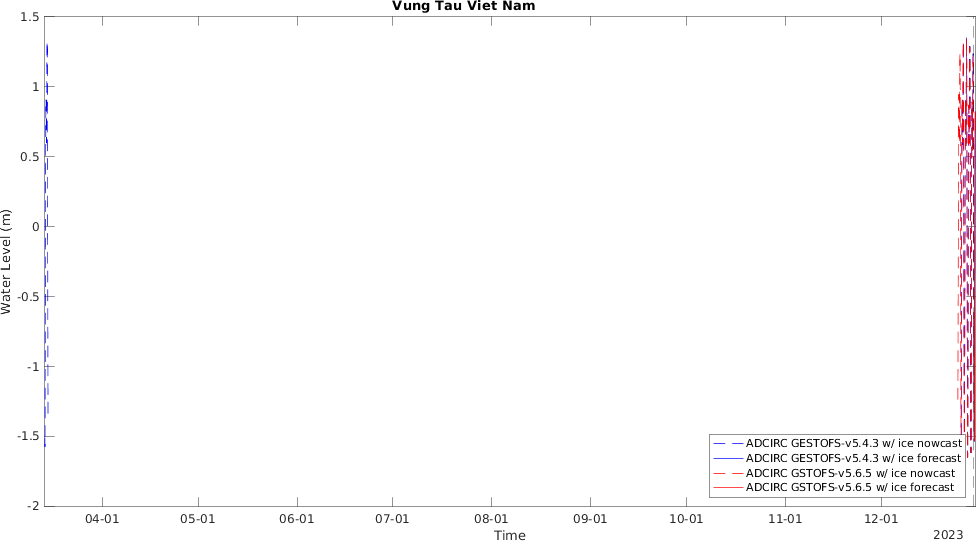 Vung Tau Viet Nam
1.5
1
0.5
0
-0.5
-1
-1.5
-2
Water Level (m)
ADCIRC GESTOFS-v5.4.3 w/ ice nowcast
ADCIRC GESTOFS-v5.4.3 w/ ice forecast
ADCIRC GSTOFS-v5.6.5 w/ ice nowcast
ADCIRC GSTOFS-v5.6.5 w/ ice forecast
04-01 05-01 06-01 07-01 08-01 09-01 10-01 11-01 12-01
Time
2023